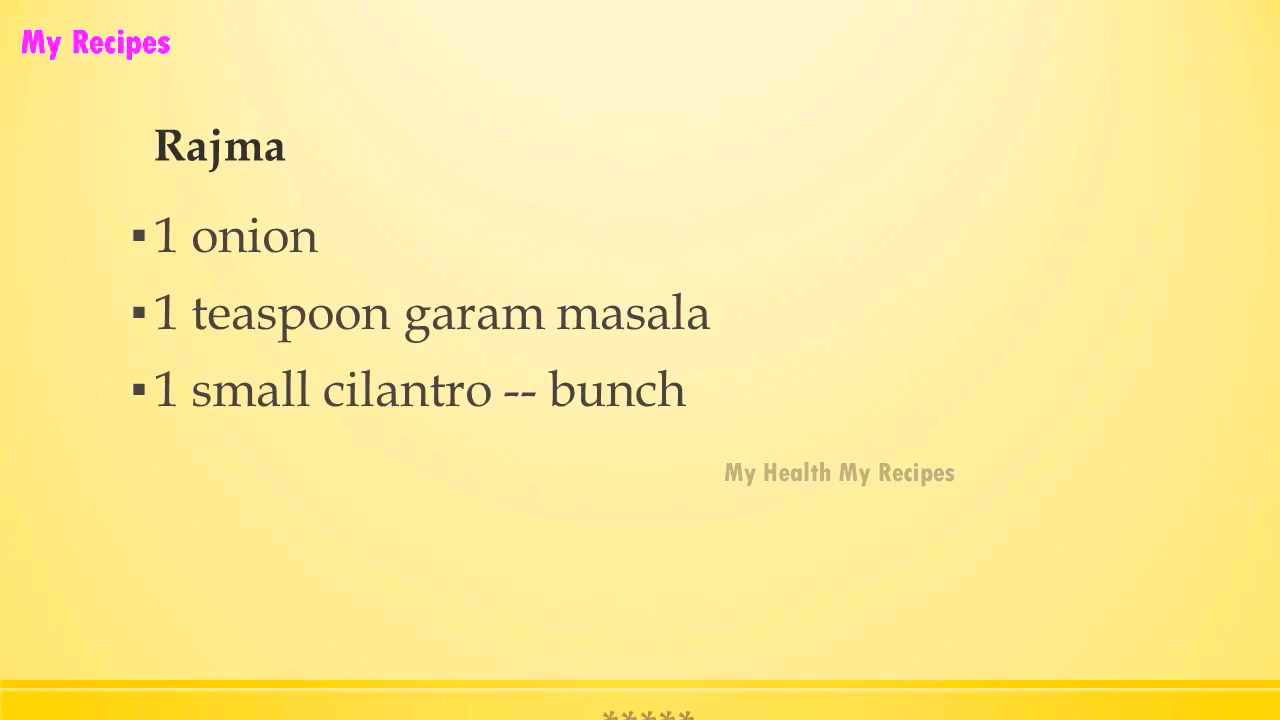 My Recipes
Rajma
▪ 1 onion
▪ 1 teaspoon garam masala
▪ 1 small cilantro -- bunch
My Health My Recipes
*****